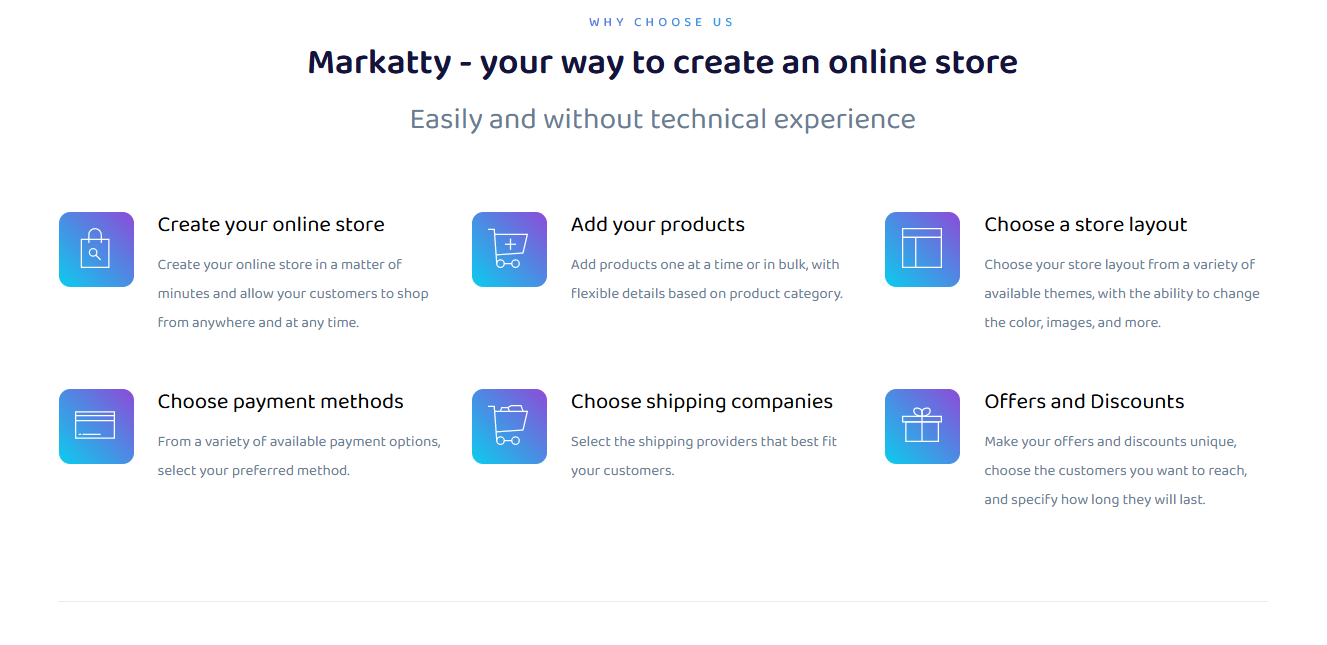 WHY CHOOSE US
Markatty - your way to create an online store
Easily and without technical experience
Create your online store
Create your online store in a matter of
minutes and allow your customers to shop
from anywhere and at any time.
Add your products
Add products one at a time or in bulk, with
flexible details based on product category.
Choose a store layout
Choose your store layout from a variety of
available themes, with the ability to change
the color, images, and more.
Choose payment methods
From a variety of available payment options,
select your preferred method.
Choose shipping companies
Select the shipping providers that best fit
your customers.
Offers and Discounts
Make your offers and discounts unique,
choose the customers you want to reach,
and specify how long they will last.